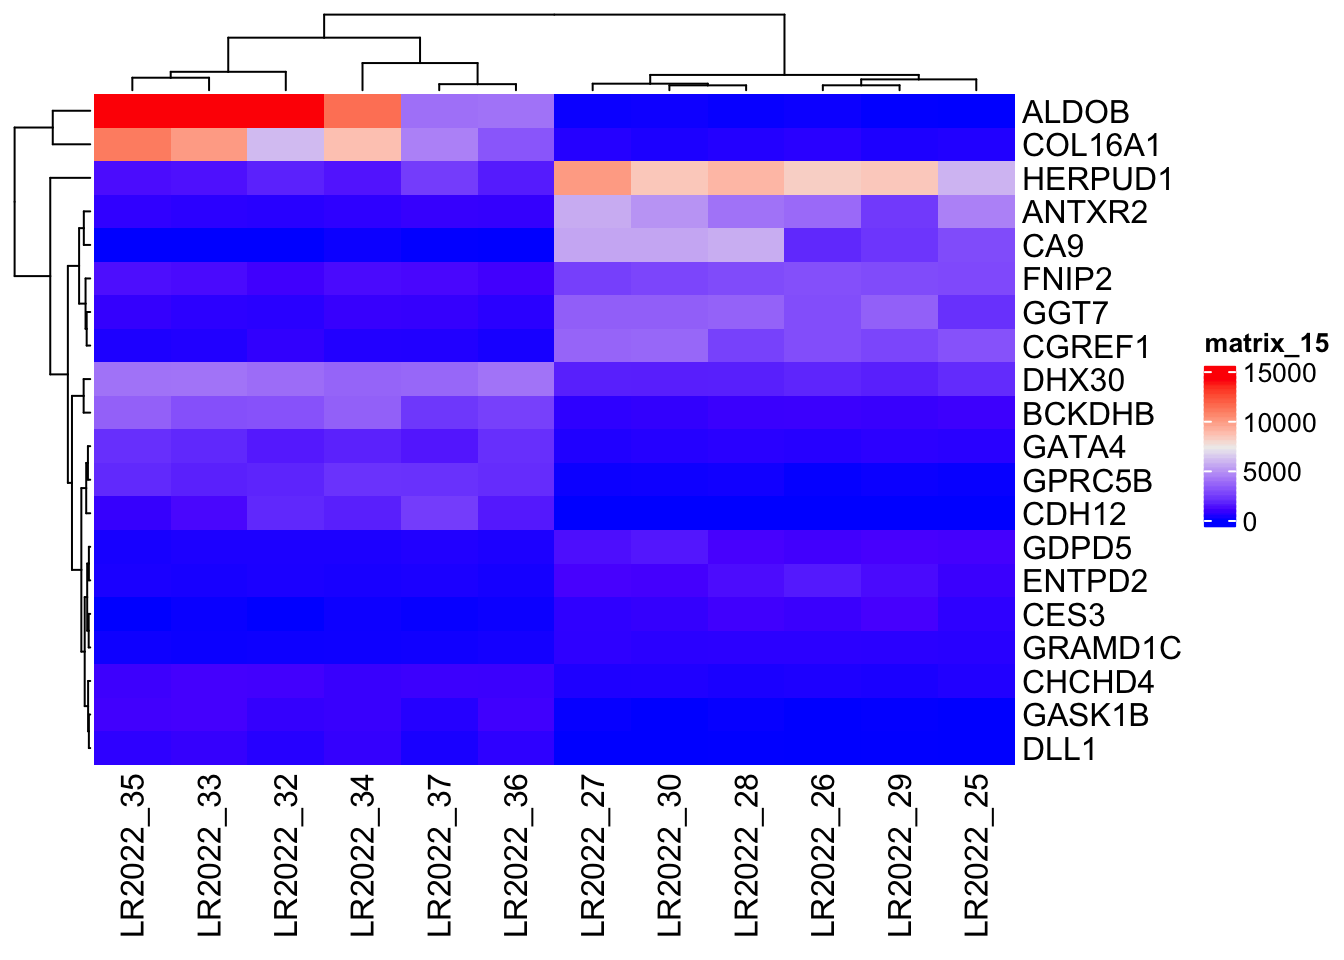 ALDOB
COL16A1
HERPUD1
ANTXR2
CA9
FNIP2
GGT7
CGREF1
DHX30
BCKDHB
GATA4
GPRC5B
CDH12
GDPD5
ENTPD2
CES3
GRAMD1C
CHCHD4
GASK1B
DLL1
matrix_15
15000
10000
5000
0
LR2022_35
LR2022_33
LR2022_32
LR2022_34
LR2022_37
LR2022_36
LR2022_27
LR2022_30
LR2022_28
LR2022_26
LR2022_29
LR2022_25